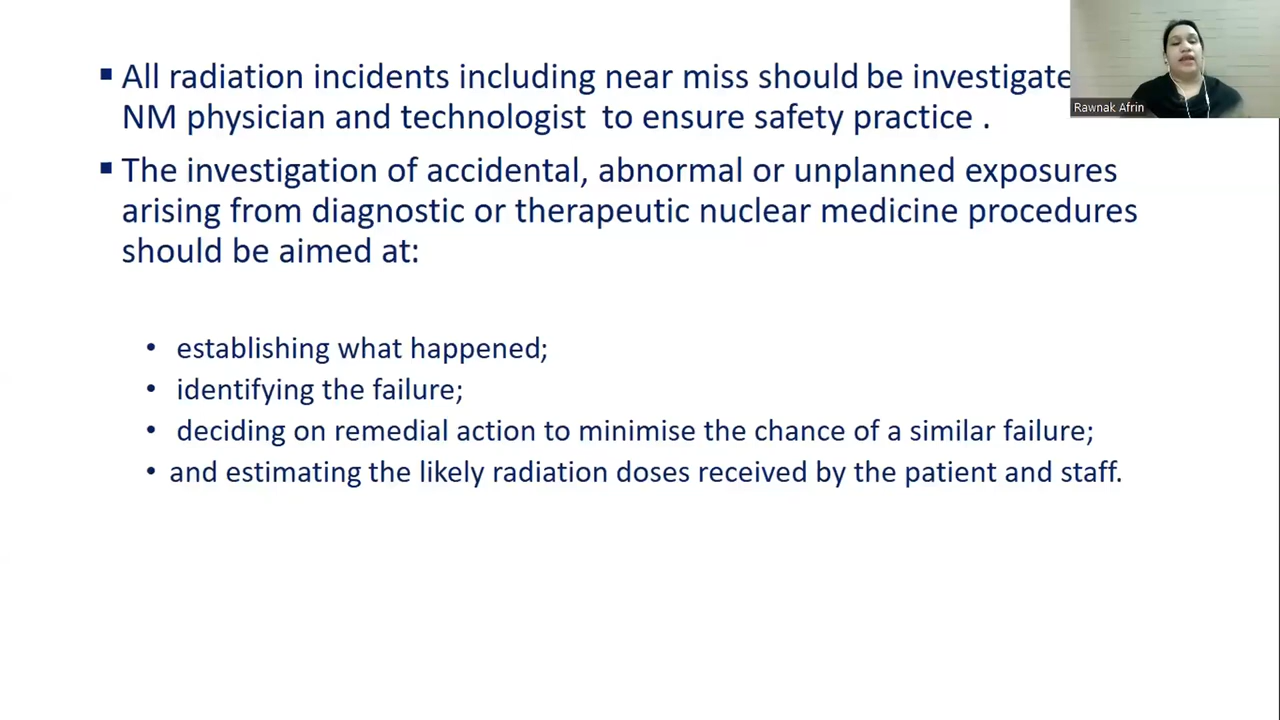 ▪ All radiation incidents including near miss should be investigate
NM physician and technologist to ensure safety practice .
▪ The investigation of accidental, abnormal or unplanned exposures
arising from diagnostic or therapeutic nuclear medicine procedures
should be aimed at:
• establishing what happened;
• identifying the failure;
• deciding on remedial action to minimise the chance of a similar failure;
• and estimating the likely radiation doses received by the patient and staff.
Rawnak Afrin